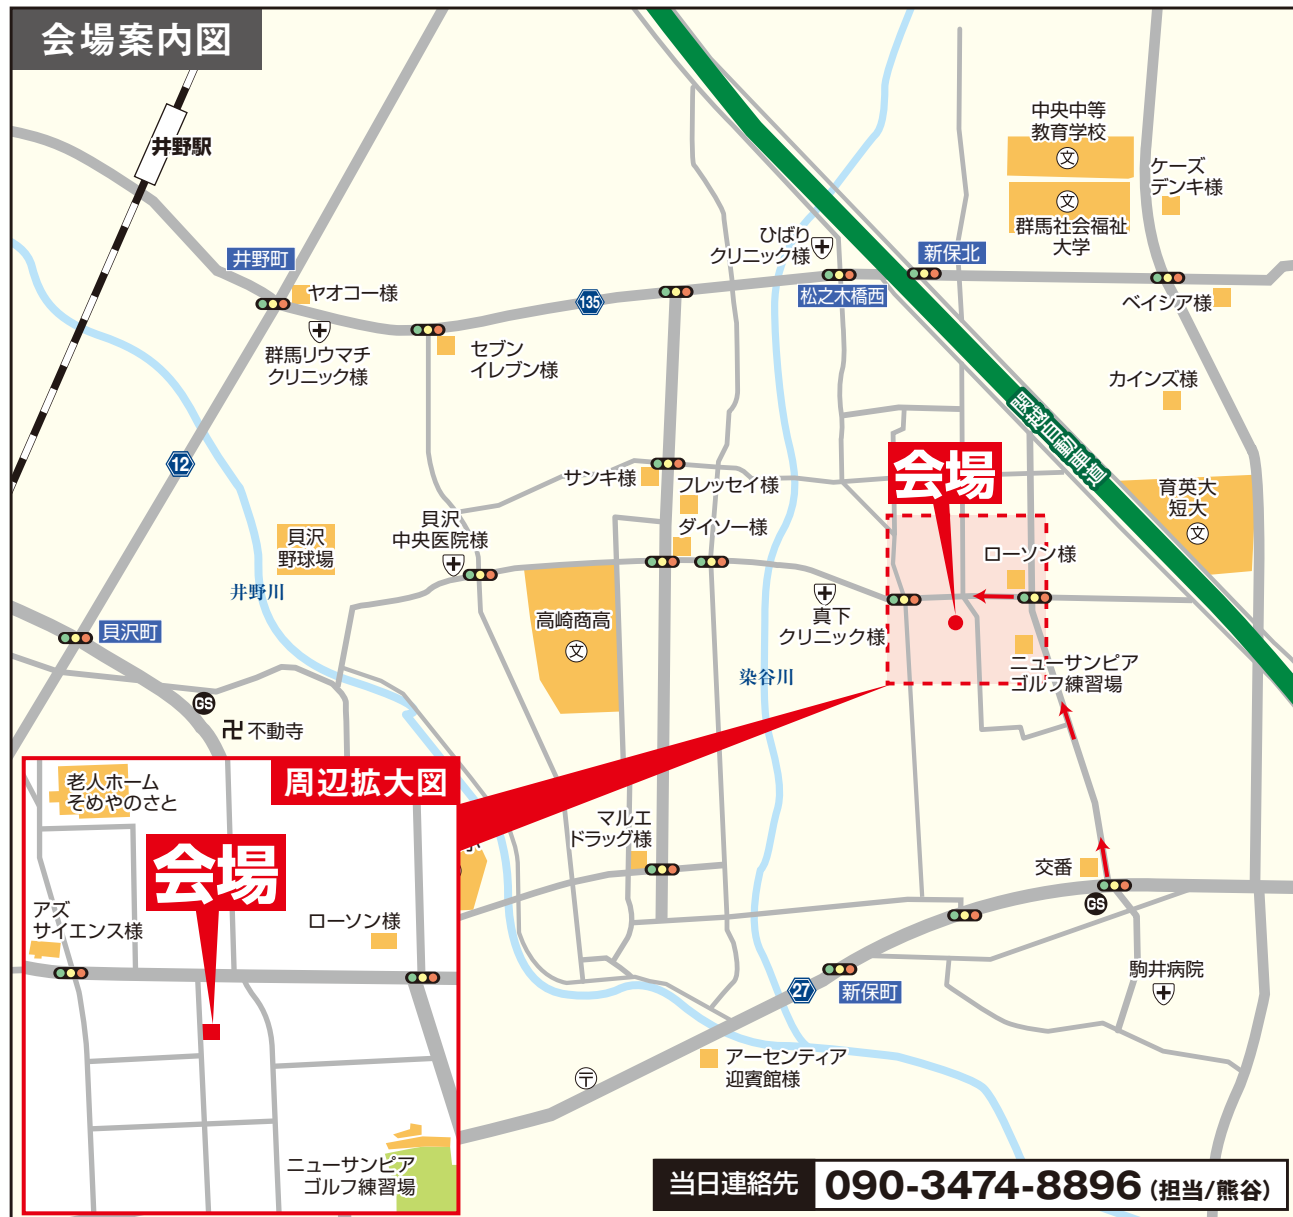 会場案内図
井野駅
中央中等
教育学校
文
文
群馬社会福祉
大学
ケーズ
デンキ様
ひばり
クリニック様
新保北
井野町
ヤオコー様
135
松之木橋西
ベイシア様
群馬リウマチ
クリニック様
セブン
イレブン様
カインズ様
関越自動車道
12
サンキ様
フレッセイ様
会場
育英大
短大
文
貝沢
中央医院様
ダイソー様
貝沢
野球場
ローソン様
井野川
高崎商高
文
真下
クリニック様
貝沢町
染谷川
ニューサンピア
ゴルフ練習場
GS
卍不動寺
周辺拡大図
老人ホーム
そめやのさと
会場
アズ
サイエンス様
ローソン様
ニューサンピア
ゴルフ練習場
マルエ
ドラッグ様
交番
GS
駒井病院
27
新保町
アーセンティア
迎賓館様
〒
当日連絡先 090-3474-8896 (担当/熊谷)